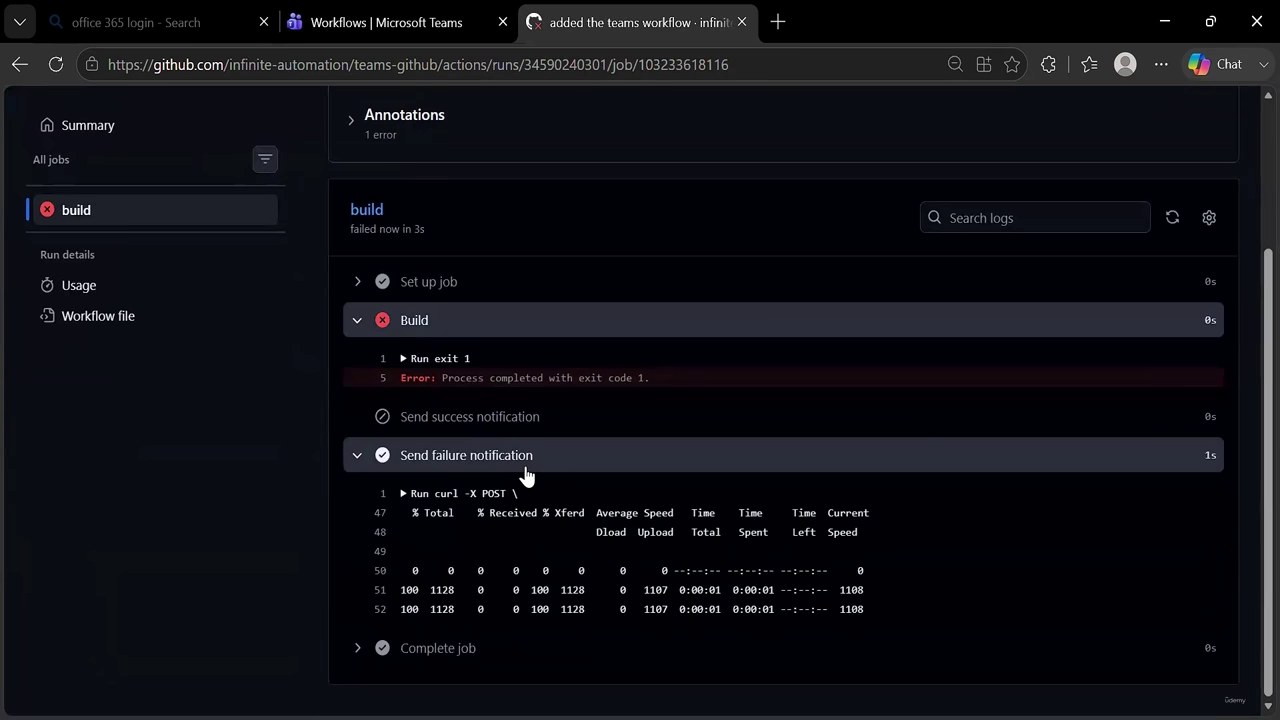 office 365 login - Search
Workflows | Microsoft Teams
added the teams workflow · infinit
https://github.com/infinite-automation/teams-github/actions/runs/34590240301/job/103233618116
Chat
Summary
All jobs
build
Run details
Usage
Workflow file
Annotations
1 error
build
failed now in 3s
Search logs
Set up job 0s
Build 0s
1 Run exit 1
5 Error: Process completed with exit code 1.
Send success notification 0s
Send failure notification 1s
1 Run curl -X POST \
47 % Total % Received % Xferd Average Speed Time Time Time Current
48 Dload Upload Total Spent Left Speed
49
50 0 0 0 0 0 0 0 0 --:--:-- --:--:-- --:--:-- 0
51 100 1128 0 0 100 1128 0 1107 0:00:01 0:00:01 --:--:-- 1108
52 100 1128 0 0 100 1128 0 1107 0:00:01 0:00:01 --:--:-- 1108
Complete job 0s
Udemy